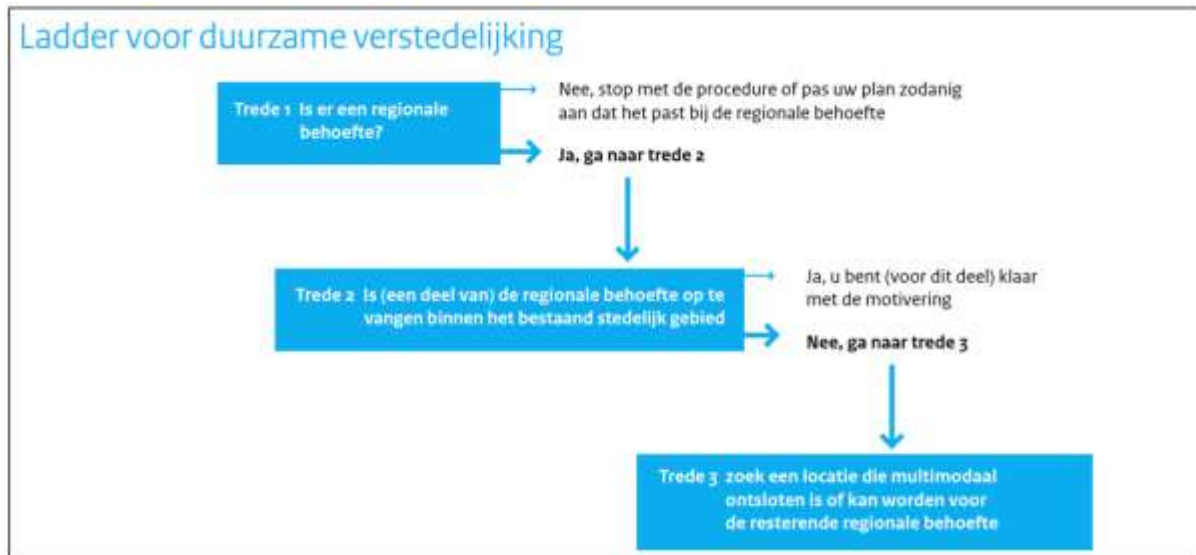 Ladder voor duurzame verstedelijking
Trede 1 Is er een regionale
behoefte?
Nee, stop met de procedure of pas uw plan zodanig
aan dat het past bij de regionale behoefte
Ja, ga naar trede 2
Trede 2 Is (een deel van) de regionale behoefte op te
vangen binnen het bestaand stedelijk gebied
Ja, u bent (voor dit deel) klaar
met de motivering
Nee, ga naar trede 3
Trede 3 zoek een locatie die multimodaal
ontsloten is of kan worden voor
de resterende regionale behoefte